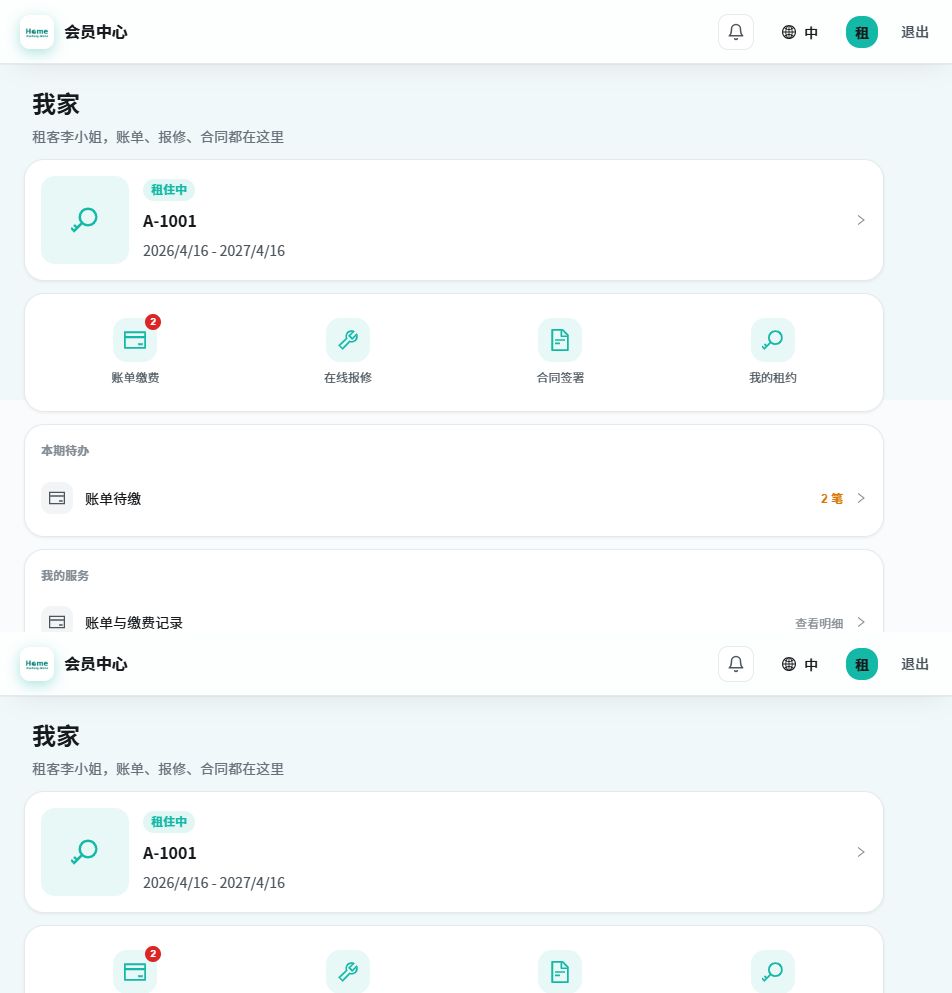 Home
会员中心
中
租
退出
我家
租客李小姐，账单、报修、合同都在这里
租住中
A-1001
2026/4/16 - 2027/4/16
2
账单缴费
在线报修
合同签署
我的租约
本期待办
账单待缴
2 笔
我的服务
账单与缴费记录
查看明细
Home
会员中心
中
租
退出
我家
租客李小姐，账单、报修、合同都在这里
租住中
A-1001
2026/4/16 - 2027/4/16
2